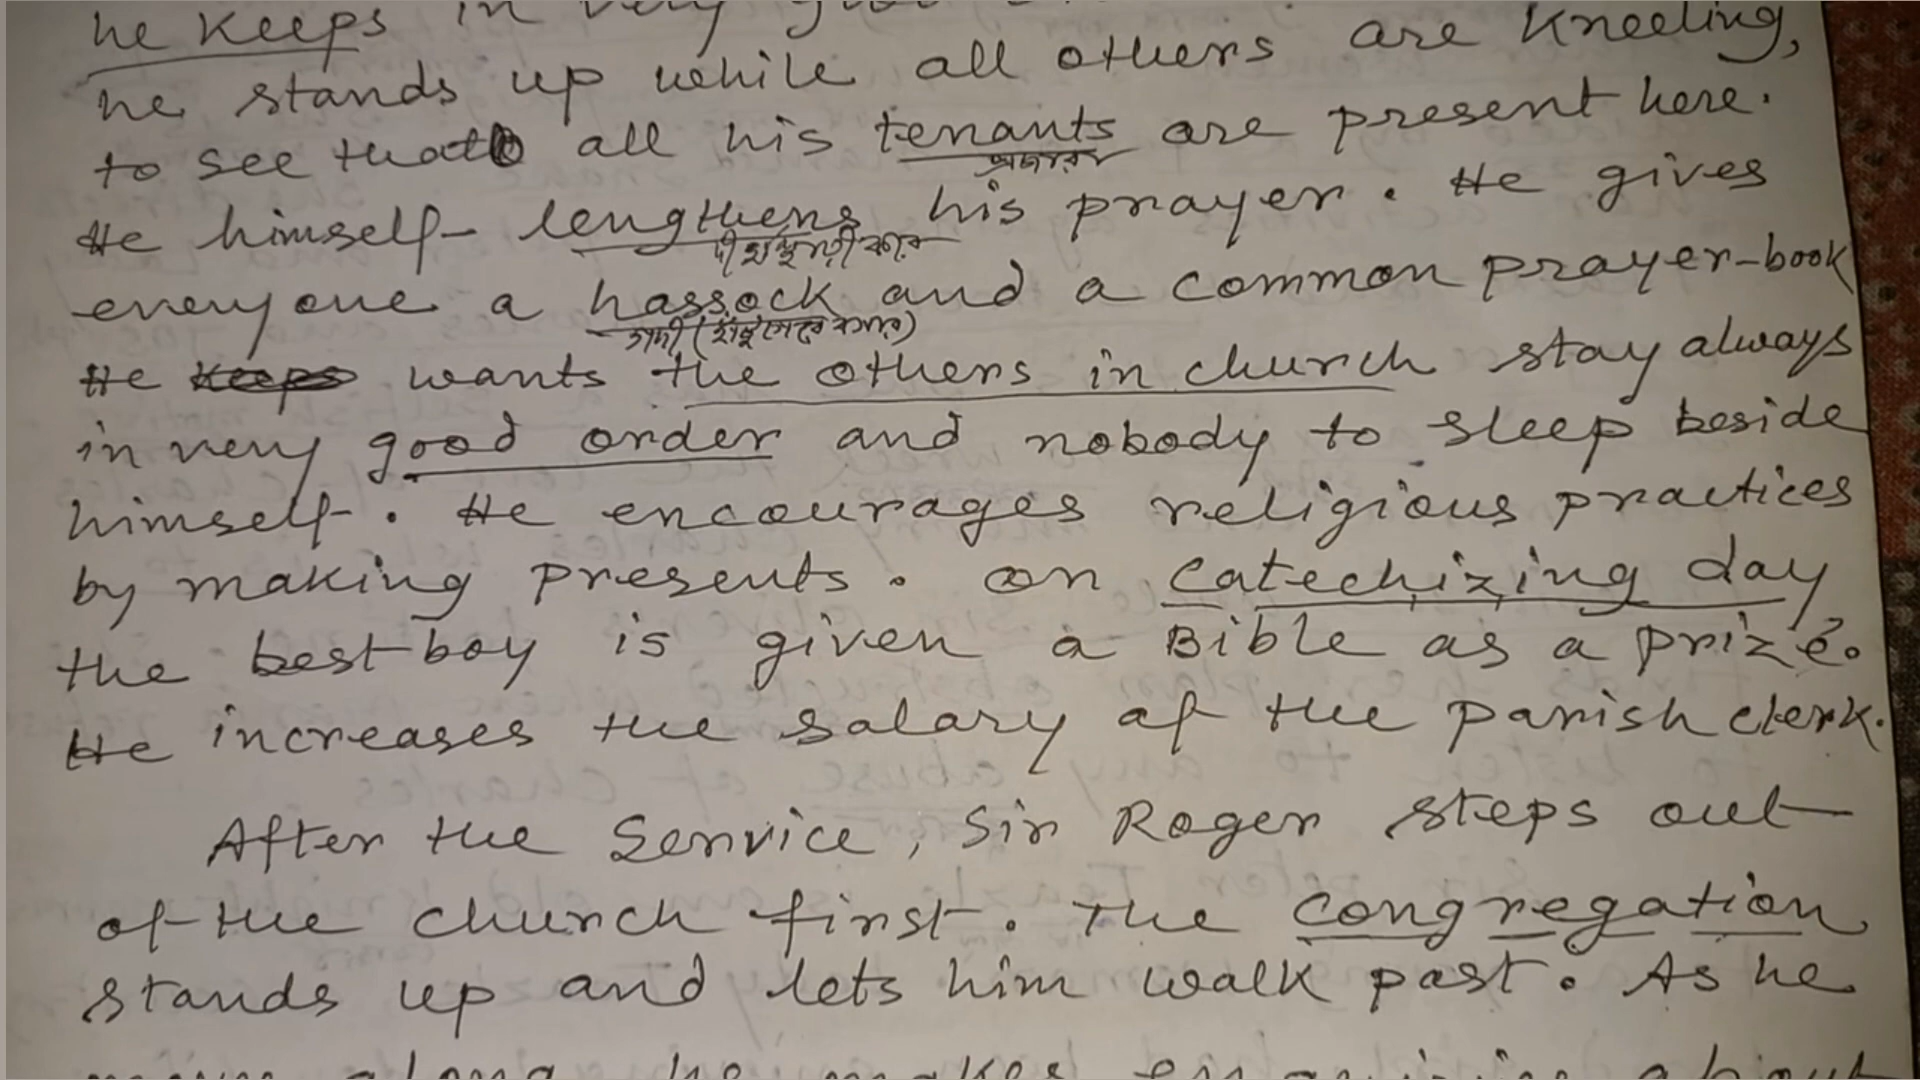 he keeps in very
he stands up while all others are kneeling,
to see that all his tenants are present here.
He himself lengthens his prayer. He gives
everyone a hassock and a common prayer-book
He keeps wants the others in church stay always
in very good order and nobody to sleep beside
himself. He encourages religious practices
by making presents. on catechizing day
the best boy is given a Bible as a prize.
He increases the salary of the parish clerk.
After the Service, Sir Roger steps out
of the church first. The congregation
stands up and lets him walk past. As he
along he makes about